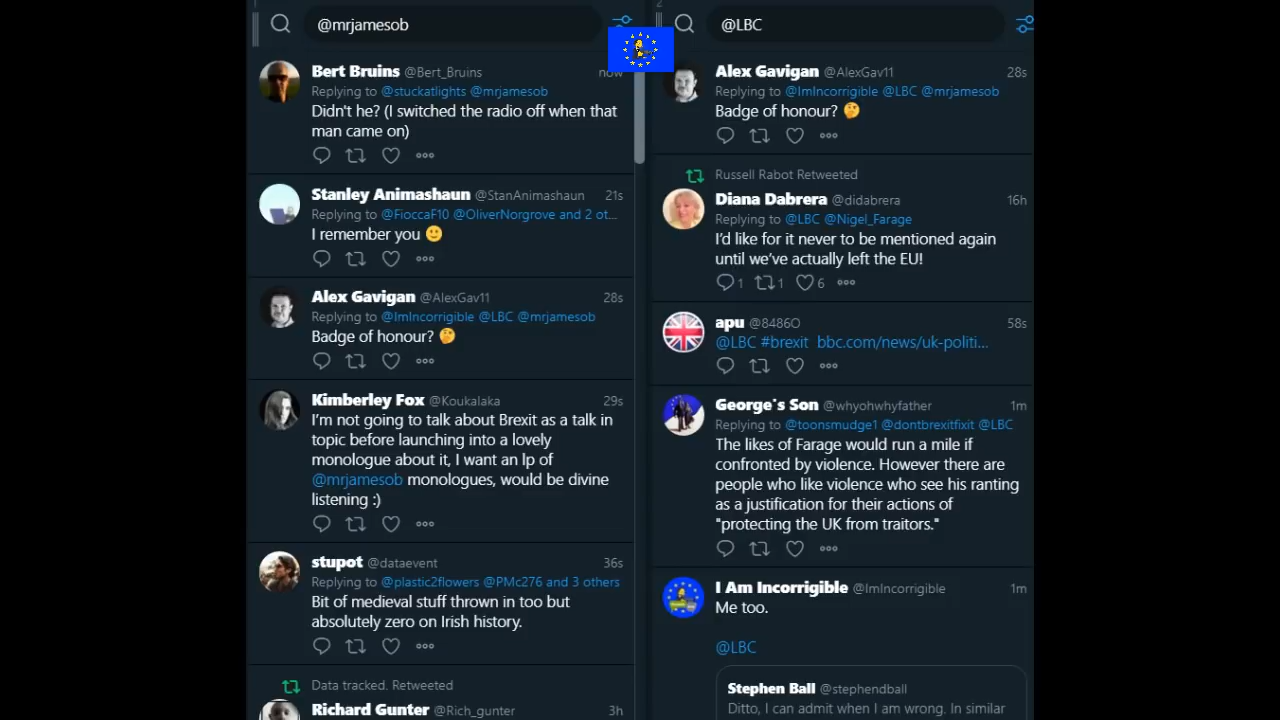 1
@mrjamesob
Bert Bruins @Bert_Bruins now
Replying to @stuckatlights @mrjamesob
Didn't he? (I switched the radio off when that
man came on)
Stanley Animashaun @StanAnimashaun 21s
Replying to @FioccaF10 @OliverNorgrove and 2 ot...
I remember you 🙂
Alex Gavigan @AlexGav11 28s
Replying to @ImIncorrigible @LBC @mrjamesob
Badge of honour? 🤔
Kimberley Fox @Koukalaka 29s
I'm not going to talk about Brexit as a talk in
topic before launching into a lovely
monologue about it, I want an lp of
@mrjamesob monologues, would be divine
listening :)
stupot @dataevent 36s
Replying to @plastic2flowers @PMc276 and 3 others
Bit of medieval stuff thrown in too but
absolutely zero on Irish history.
Data tracked. Retweeted
Richard Gunter @Rich_gunter 3h
2
@LBC
Alex Gavigan @AlexGav11 28s
Replying to @ImIncorrigible @LBC @mrjamesob
Badge of honour? 🤔
Russell Rabot Retweeted
Diana Dabrera @didabrera 16h
Replying to @LBC @Nigel_Farage
I'd like for it never to be mentioned again
until we've actually left the EU!
1 1 6
apu @8486O 58s
@LBC #brexit bbc.com/news/uk-politi...
George's Son @whyohwhyfather 1m
Replying to @toonsmudge1 @dontbrexitfixit @LBC
The likes of Farage would run a mile if
confronted by violence. However there are
people who like violence who see his ranting
as a justification for their actions of
"protecting the UK from traitors."
I Am Incorrigible @ImIncorrigible 1m
Me too.
@LBC
Stephen Ball @stephendball
Ditto, I can admit when I am wrong. In similar